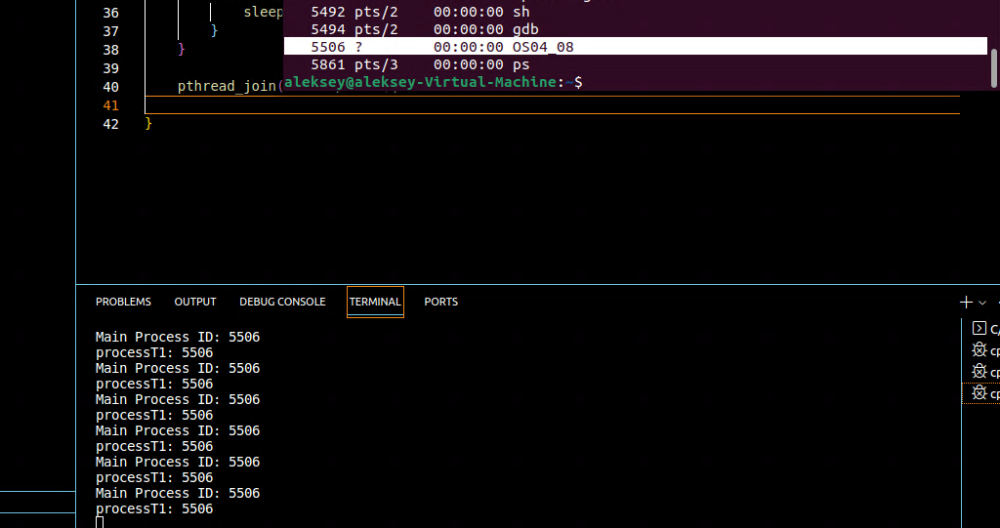 36 sleep
37 }
38 }
39
40 pthread_join(
41
42 }
5492 pts/2 00:00:00 sh
5494 pts/2 00:00:00 gdb
5506 ? 00:00:00 OS04_08
5861 pts/3 00:00:00 ps
aleksey@aleksey-Virtual-Machine:~$
PROBLEMS OUTPUT DEBUG CONSOLE TERMINAL PORTS
Main Process ID: 5506
processT1: 5506
Main Process ID: 5506
processT1: 5506
Main Process ID: 5506
processT1: 5506
Main Process ID: 5506
processT1: 5506
Main Process ID: 5506
processT1: 5506
Main Process ID: 5506
processT1: 5506
C/
cp
cp
cp